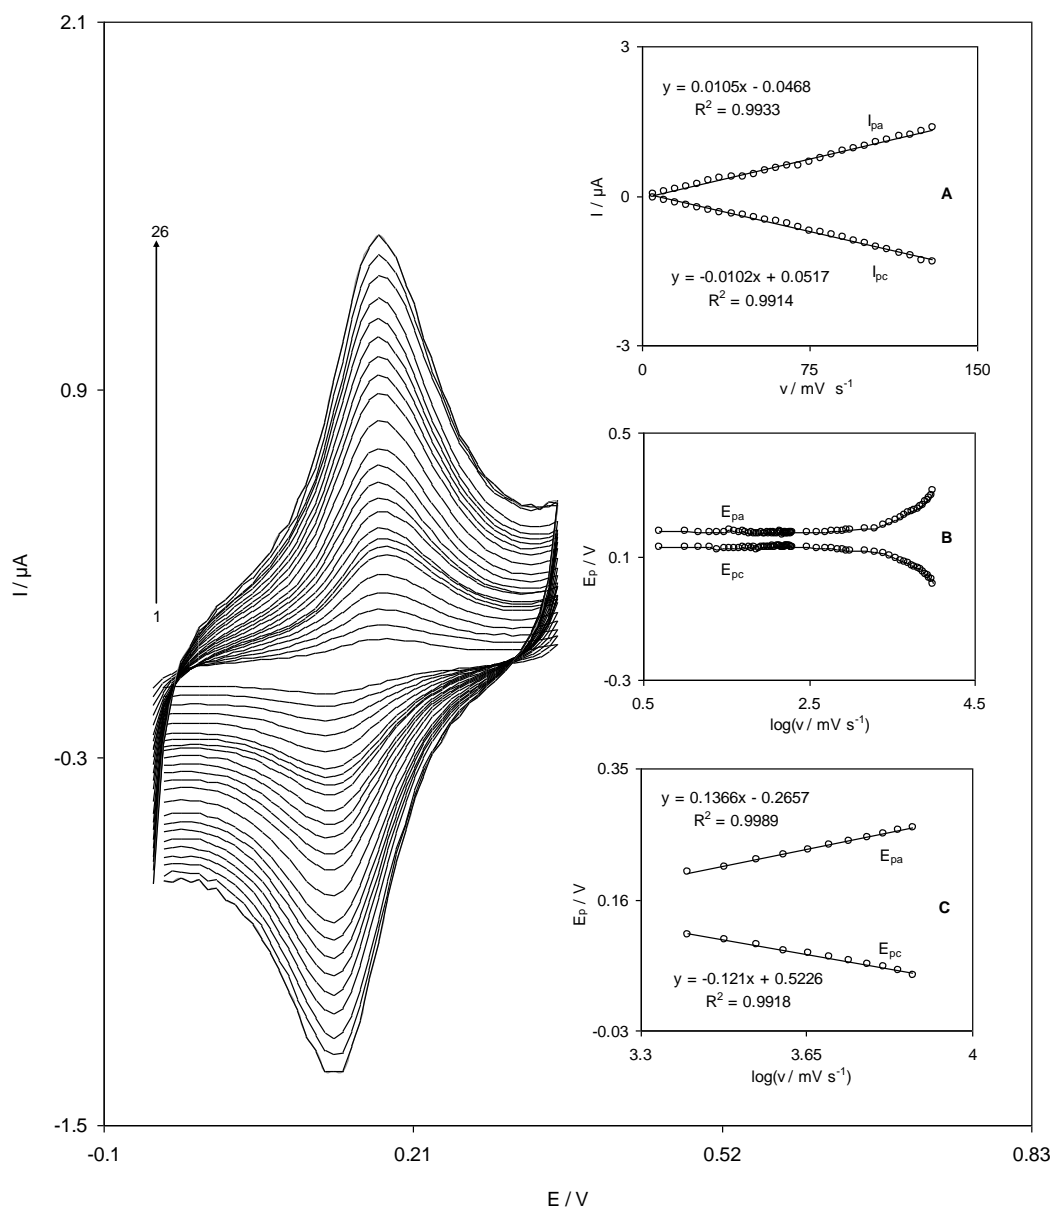 2.1
0.9
-0.3
-1.5
-0.1
0.21
0.52
0.83
I / µA
E / V
26
1
3
0
-3
0
75
150
I / µA
v / mV s⁻¹
y = 0.0105x - 0.0468
R² = 0.9933
Iₚₐ
A
y = -0.0102x + 0.0517
R² = 0.9914
Ipc
0.5
0.1
-0.3
0.5
2.5
4.5
Eₚ / V
log(v / mV s⁻¹)
Epa
B
Epc
0.35
0.16
-0.03
3.3
3.65
4
Eₚ / V
log(v / mV s⁻¹)
y = 0.1366x - 0.2657
R² = 0.9989
Epa
C
Epc
y = -0.121x + 0.5226
R² = 0.9918